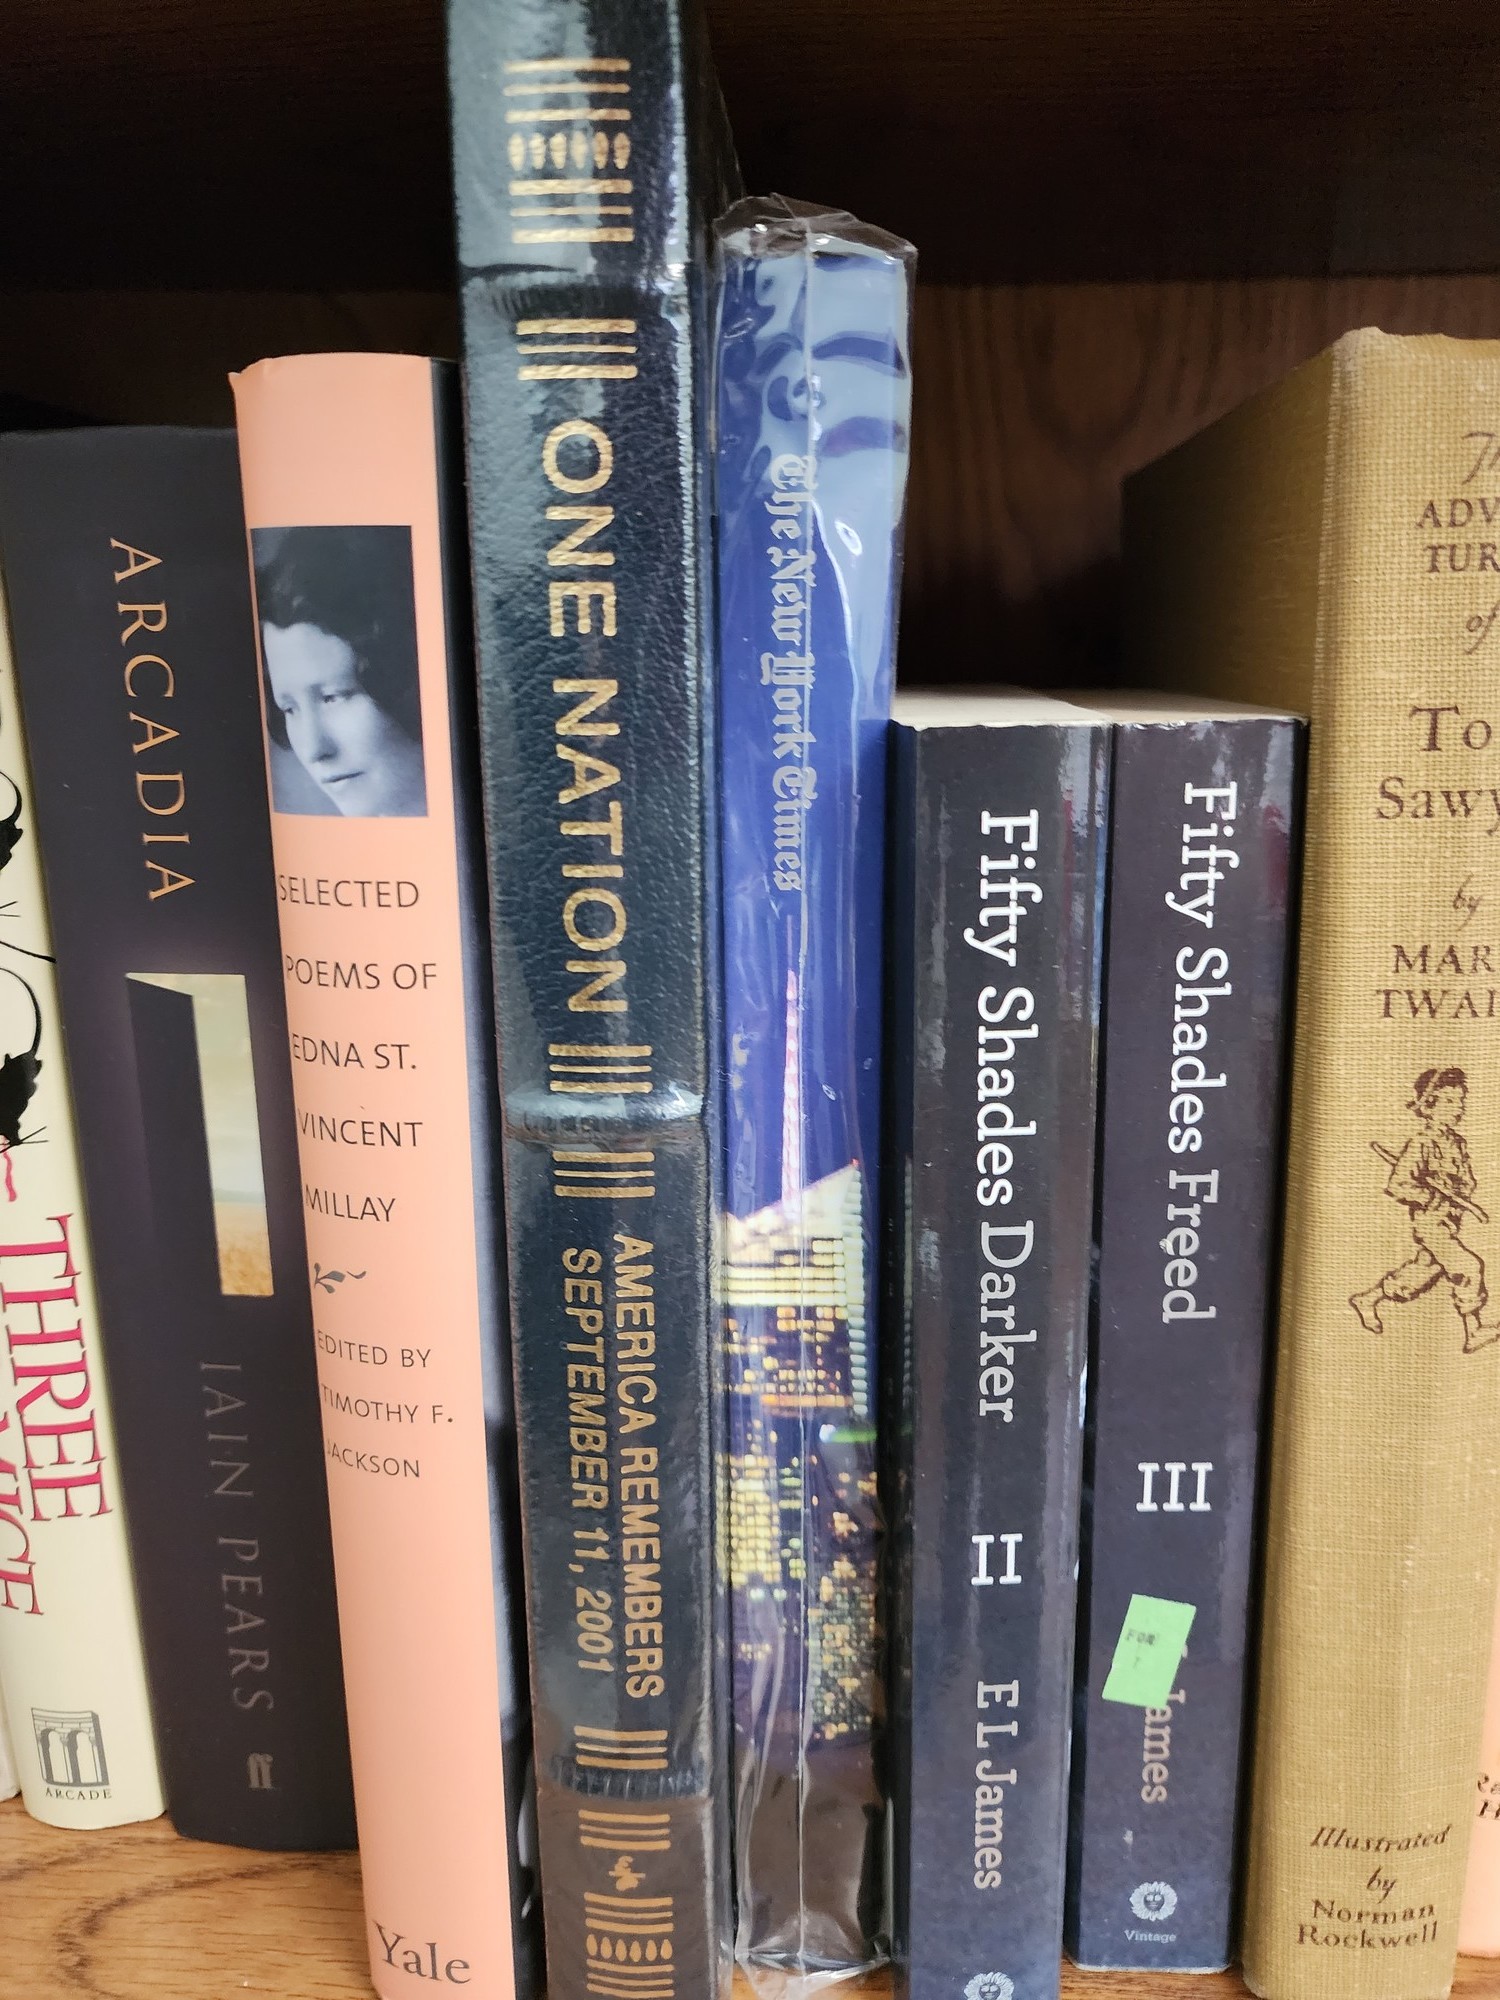 THREE
ARCADE
ARCADIA
IAIN PEARS
ff
SELECTED
POEMS OF
EDNA ST.
VINCENT
MILLAY
EDITED BY
TIMOTHY F.
JACKSON
Yale
ONE NATION
AMERICA REMEMBERS
SEPTEMBER 11, 2001
The New York Times
Fifty Shades Darker
II
E L James
Fifty Shades Freed
III
James
Vintage
ADV
TUR
of
To
Sawy
by
MAR
TWAI
Illustrated
by
Norman
Rockwell